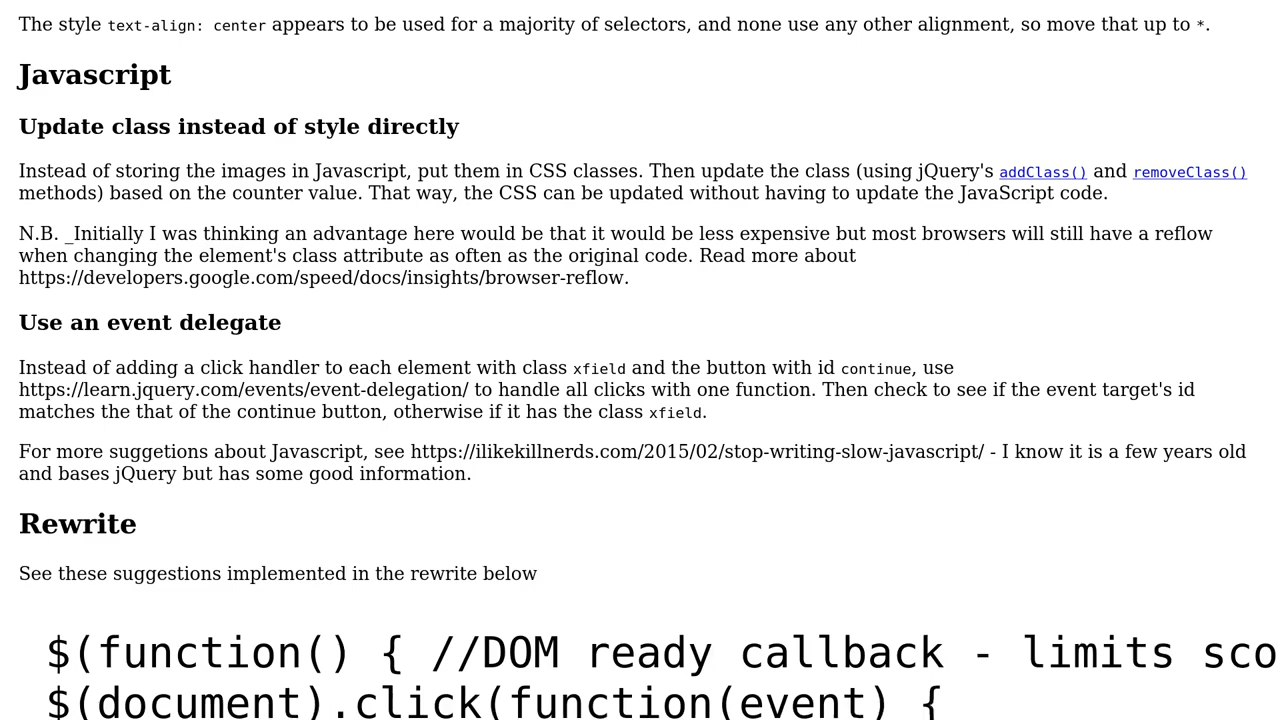 The style text-align: center appears to be used for a majority of selectors, and none use any other alignment, so move that up to *.
Javascript
Update class instead of style directly
Instead of storing the images in Javascript, put them in CSS classes. Then update the class (using jQuery's addClass() and removeClass()
methods) based on the counter value. That way, the CSS can be updated without having to update the JavaScript code.
N.B. _Initially I was thinking an advantage here would be that it would be less expensive but most browsers will still have a reflow
when changing the element's class attribute as often as the original code. Read more about
https://developers.google.com/speed/docs/insights/browser-reflow.
Use an event delegate
Instead of adding a click handler to each element with class xfield and the button with id continue, use
https://learn.jquery.com/events/event-delegation/ to handle all clicks with one function. Then check to see if the event target's id
matches the that of the continue button, otherwise if it has the class xfield.
For more suggetions about Javascript, see https://ilikekillnerds.com/2015/02/stop-writing-slow-javascript/ - I know it is a few years old
and bases jQuery but has some good information.
Rewrite
See these suggestions implemented in the rewrite below
$(function() { //DOM ready callback - limits sco
$(document).click(function(event) {